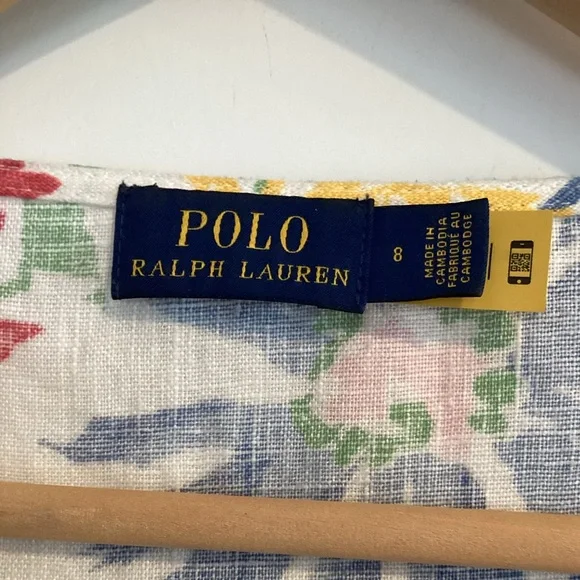 POLO
RALPH LAUREN
8
MADE IN
CAMBODIA
FABRIQUÉ AU
CAMBODGE